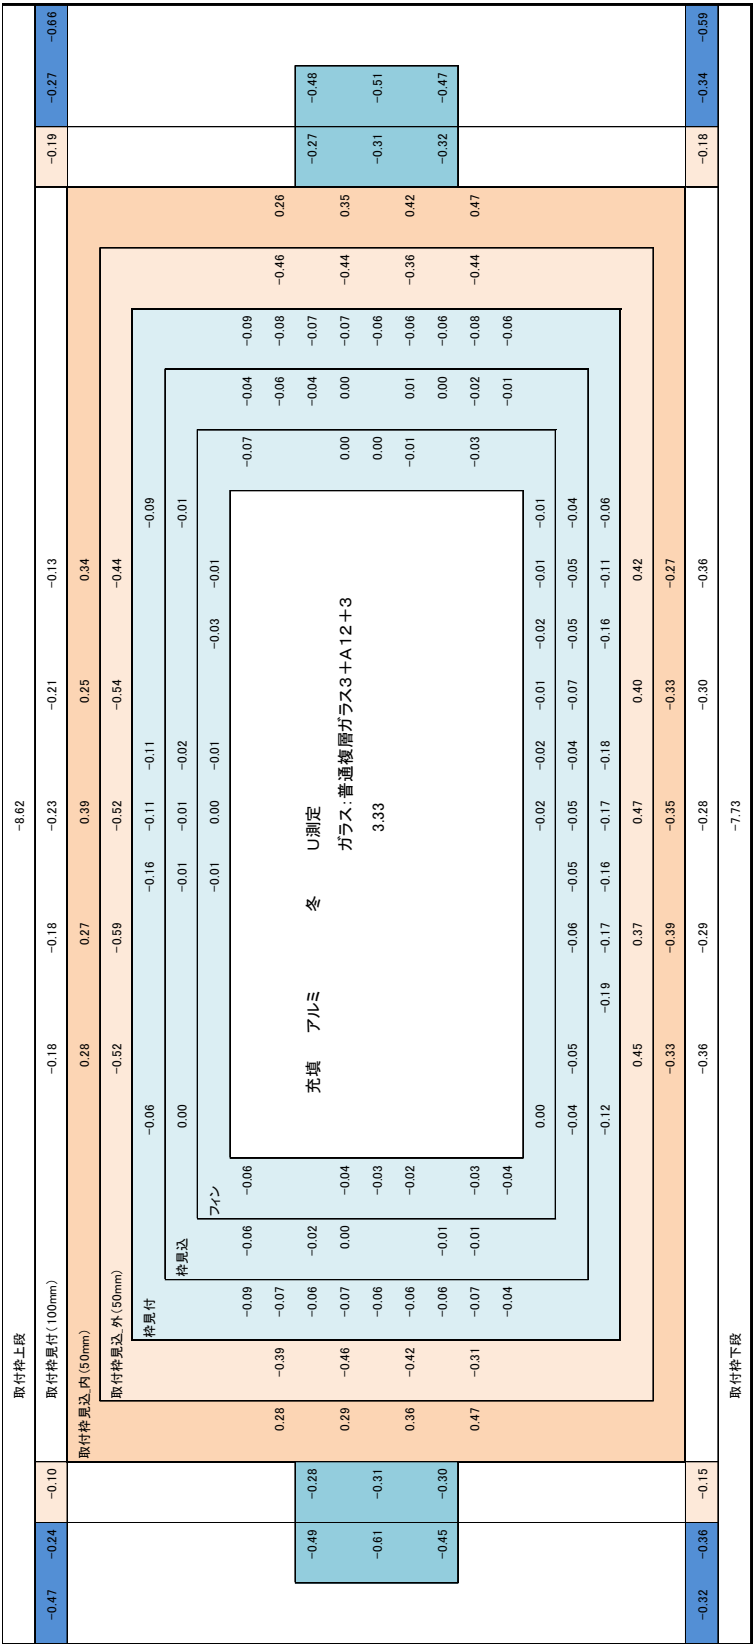 取付枠上段 -8.62
-0.47 -0.24 -0.10 取付枠見付(100mm) -0.18 -0.18 -0.23 -0.21 -0.13 -0.19 -0.27 -0.66
取付枠見込_内(50mm) 0.28 0.27 0.39 0.25 0.34
取付枠見込_外(50mm) -0.52 -0.59 -0.52 -0.54 -0.44
枠見付 -0.06 -0.16 -0.11 -0.11 -0.09
枠見込 0.00 -0.01 -0.01 -0.02 -0.01
フィン -0.01 0.00 -0.01 -0.03 -0.01
-0.09 -0.06 -0.06 -0.07 -0.04 -0.09
0.28 -0.39 -0.07 -0.06 -0.08 -0.46 0.26
-0.49 -0.28 -0.06 -0.02 充填 アルミ 冬 U測定 -0.04 -0.07 -0.27 -0.48
0.29 -0.46 -0.07 0.00 -0.04 ガラス:普通複層ガラス3+A12+3 0.00 0.00 -0.07 -0.44 0.35
-0.61 -0.31 -0.06 -0.03 3.33 0.00 -0.06 -0.31 -0.51
0.36 -0.42 -0.06 -0.02 -0.01 0.01 -0.06 -0.36 0.42
-0.45 -0.30 -0.06 -0.01 0.00 -0.06 -0.32 -0.47
0.47 -0.31 -0.07 -0.01 -0.03 -0.03 -0.02 -0.08 -0.44 0.47
-0.04 -0.04 -0.01 -0.06
0.00 -0.02 -0.02 -0.01 -0.02 -0.01 -0.01
-0.04 -0.05 -0.06 -0.05 -0.05 -0.04 -0.07 -0.05 -0.05 -0.04
-0.12 -0.19 -0.17 -0.16 -0.17 -0.18 -0.16 -0.11 -0.06
0.45 0.37 0.47 0.40 0.42
-0.33 -0.39 -0.35 -0.33 -0.27
-0.32 -0.36 -0.15 -0.36 -0.29 -0.28 -0.30 -0.36 -0.18 -0.34 -0.59
取付枠下段 -7.73